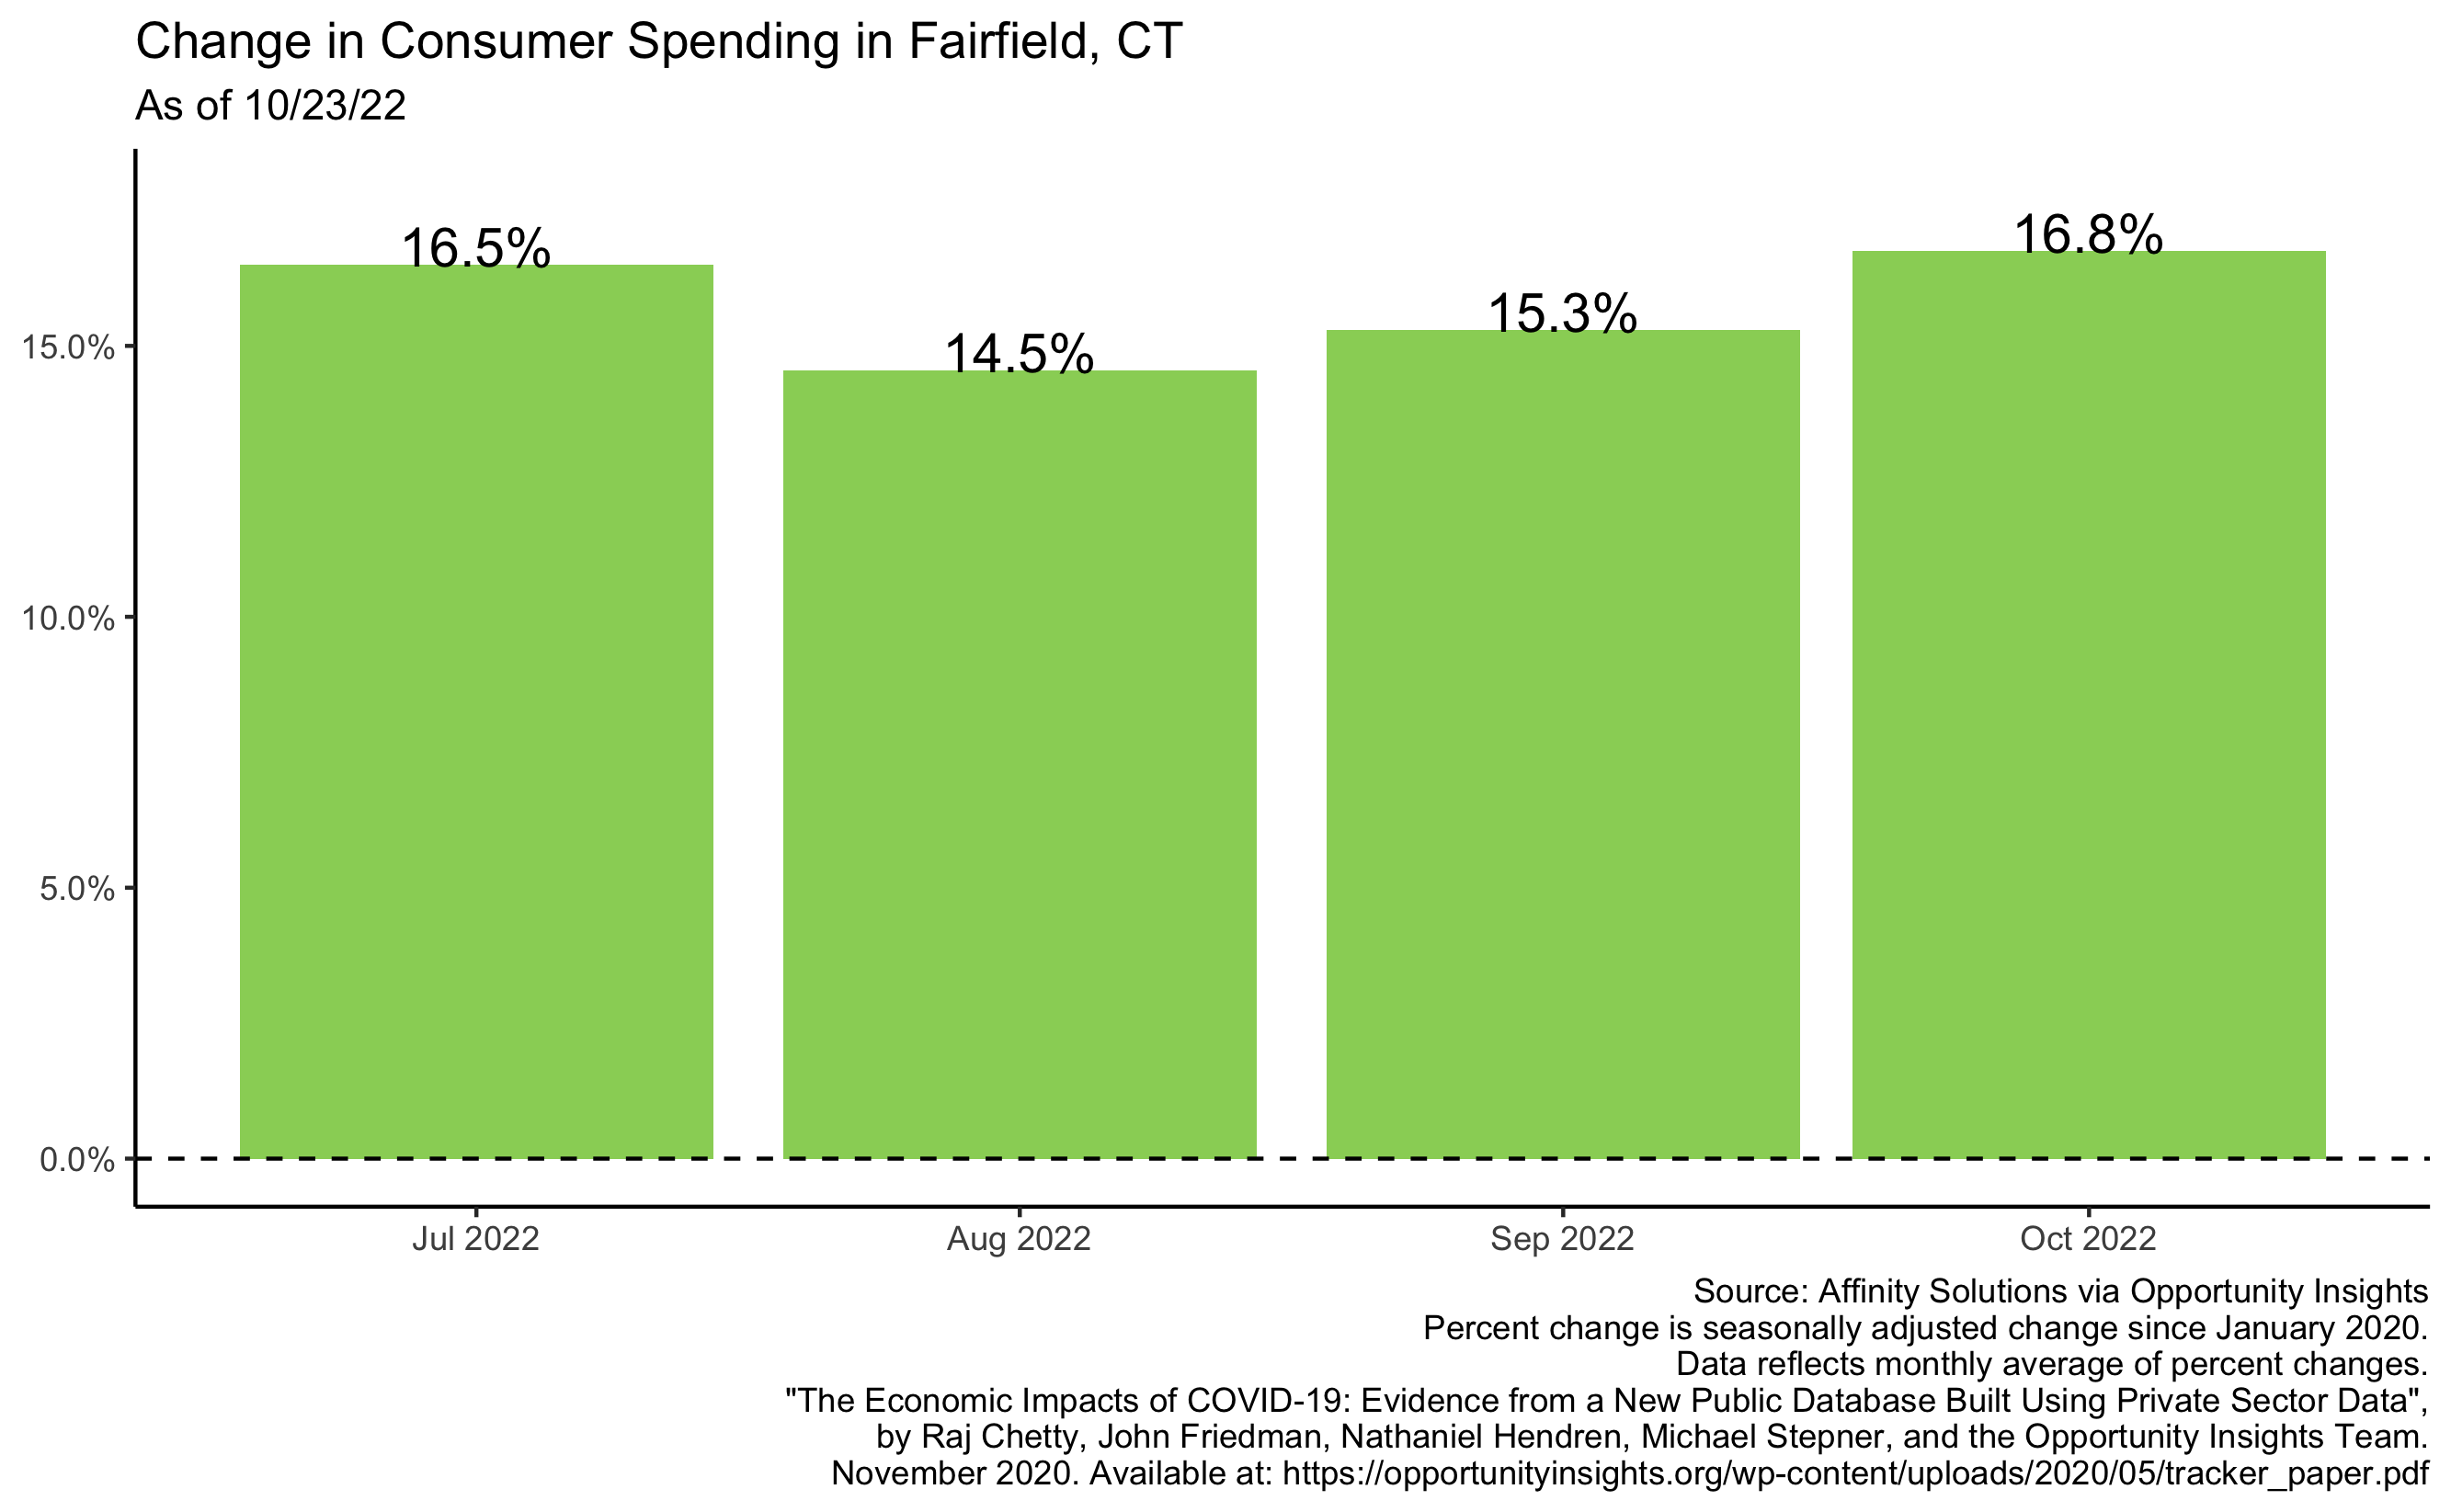 Change in Consumer Spending in Fairfield, CT
As of 10/23/22
16.5%
14.5%
15.3%
16.8%
15.0%
10.0%
5.0%
0.0%
Jul 2022
Aug 2022
Sep 2022
Oct 2022
Source: Affinity Solutions via Opportunity Insights
Percent change is seasonally adjusted change since January 2020.
Data reflects monthly average of percent changes.
"The Economic Impacts of COVID-19: Evidence from a New Public Database Built Using Private Sector Data",
by Raj Chetty, John Friedman, Nathaniel Hendren, Michael Stepner, and the Opportunity Insights Team.
November 2020. Available at: https://opportunityinsights.org/wp-content/uploads/2020/05/tracker_paper.pdf